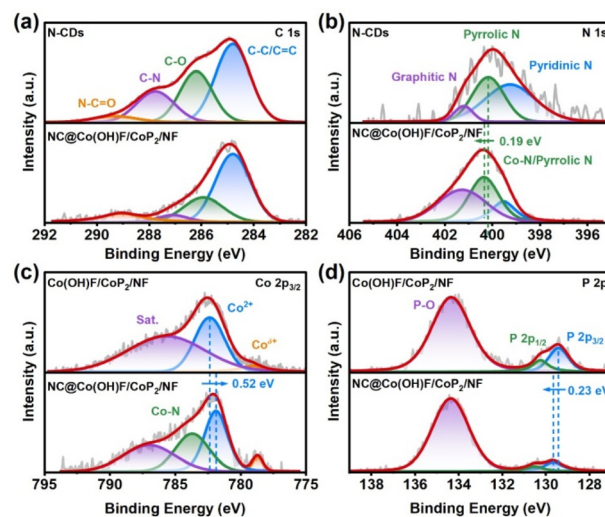 (a)
N-CDs
C 1s
C-C/C=C
C-O
C-N
N-C=O
NC@Co(OH)F/CoP₂/NF
Intensity (a.u.)
292 290 288 286 284 282
Binding Energy (eV)
(b)
N-CDs
N 1s
Pyrrolic N
Graphitic N
Pyridinic N
NC@Co(OH)F/CoP₂/NF
0.19 eV
Co-N/Pyrrolic N
Intensity (a.u.)
406 404 402 400 398 396
Binding Energy (eV)
(c)
Co(OH)F/CoP₂/NF
Co 2p₃/₂
Sat.
Co²⁺
Coᵟ⁺
NC@Co(OH)F/CoP₂/NF
0.52 eV
Co-N
Intensity (a.u.)
795 790 785 780 775
Binding Energy (eV)
(d)
Co(OH)F/CoP₂/NF
P 2p
P-O
P 2p₁/₂
P 2p₃/₂
NC@Co(OH)F/CoP₂/NF
0.23 eV
Intensity (a.u.)
138 136 134 132 130 128
Binding Energy (eV)